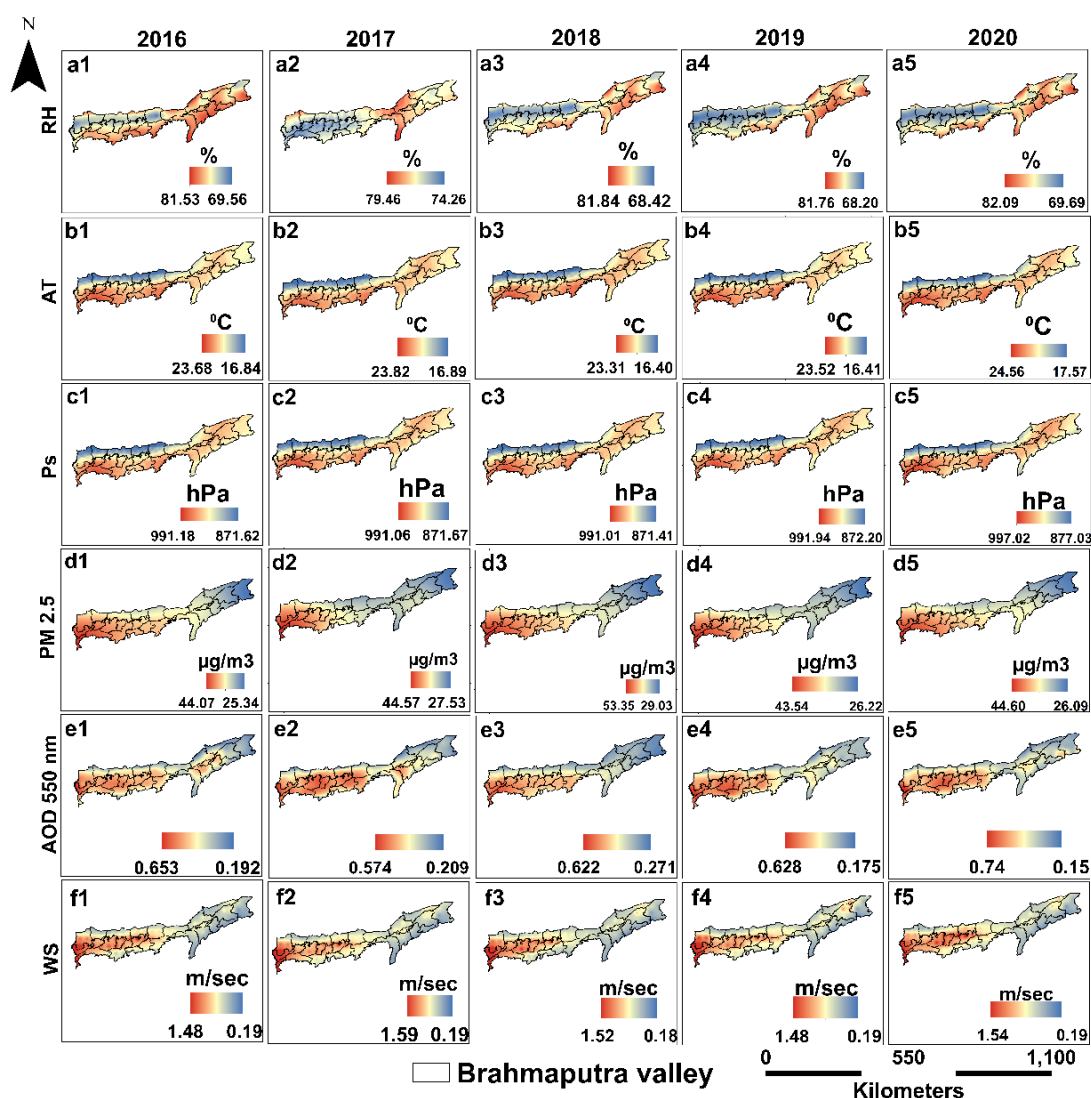 N
2016 2017 2018 2019 2020
RH
a1 a2 a3 a4 a5
% % % % %
81.53 69.56 79.46 74.26 81.84 68.42 81.76 68.20 82.09 69.69
AT
b1 b2 b3 b4 b5
⁰C ⁰C ⁰C ⁰C ⁰C
23.68 16.84 23.82 16.89 23.31 16.40 23.52 16.41 24.56 17.57
Ps
c1 c2 c3 c4 c5
hPa hPa hPa hPa hPa
991.18 871.62 991.06 871.67 991.01 871.41 991.94 872.20 997.02 877.03
PM 2.5
d1 d2 d3 d4 d5
µg/m3 µg/m3 µg/m3 µg/m3 µg/m3
44.07 25.34 44.57 27.53 53.35 29.03 43.54 26.22 44.60 26.09
AOD 550 nm
e1 e2 e3 e4 e5
0.653 0.192 0.574 0.209 0.622 0.271 0.628 0.175 0.74 0.15
WS
f1 f2 f3 f4 f5
m/sec m/sec m/sec m/sec m/sec
1.48 0.19 1.59 0.19 1.52 0.18 1.48 0.19 1.54 0.19
Brahmaputra valley
0 550 1,100
Kilometers